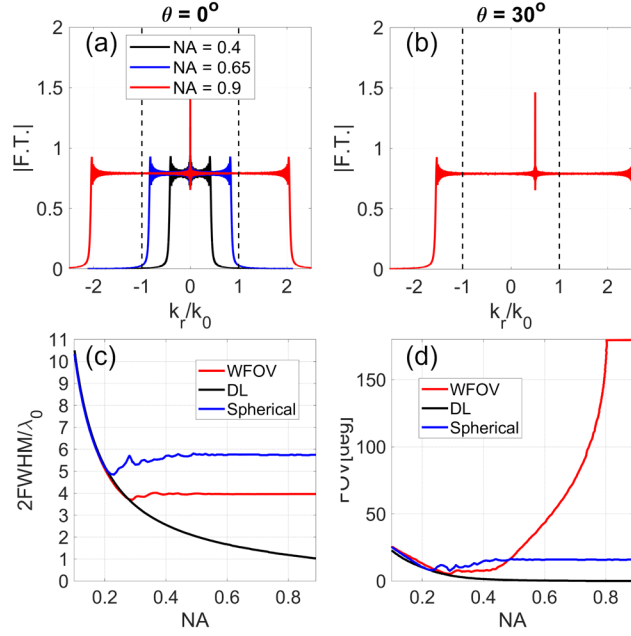 θ = 0°
θ = 30°
(a)
NA = 0.4
NA = 0.65
NA = 0.9
2
1.5
1
0.5
0
|F.T.|
-2 -1 0 1 2
k_r/k_0
(b)
2
1.5
1
0.5
0
|F.T.|
-2 -1 0 1 2
k_r/k_0
(c)
WFOV
DL
Spherical
11
10
9
8
7
6
5
4
3
2
1
0
2FWHM/λ_0
0.2 0.4 0.6 0.8
NA
(d)
WFOV
DL
Spherical
150
100
50
0
FOV[deg]
0.2 0.4 0.6 0.8
NA